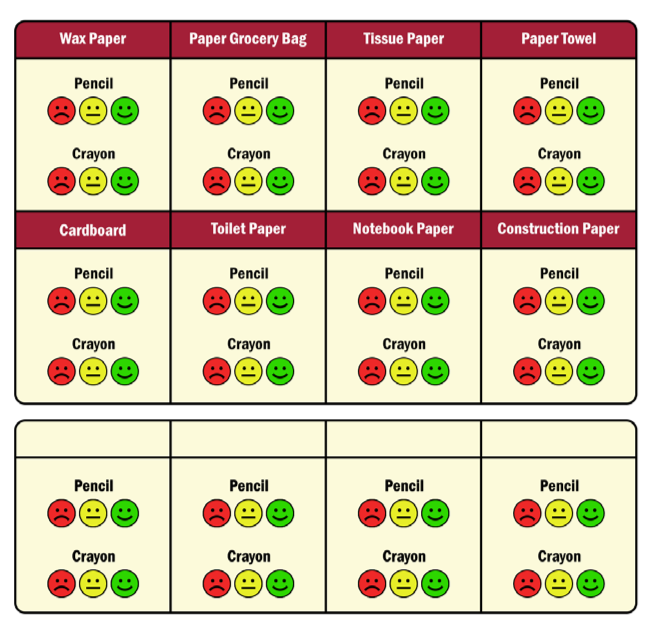 Wax Paper Paper Grocery Bag Tissue Paper Paper Towel
Pencil Pencil Pencil Pencil
Crayon Crayon Crayon Crayon
Cardboard Toilet Paper Notebook Paper Construction Paper
Pencil Pencil Pencil Pencil
Crayon Crayon Crayon Crayon
Pencil Pencil Pencil Pencil
Crayon Crayon Crayon Crayon